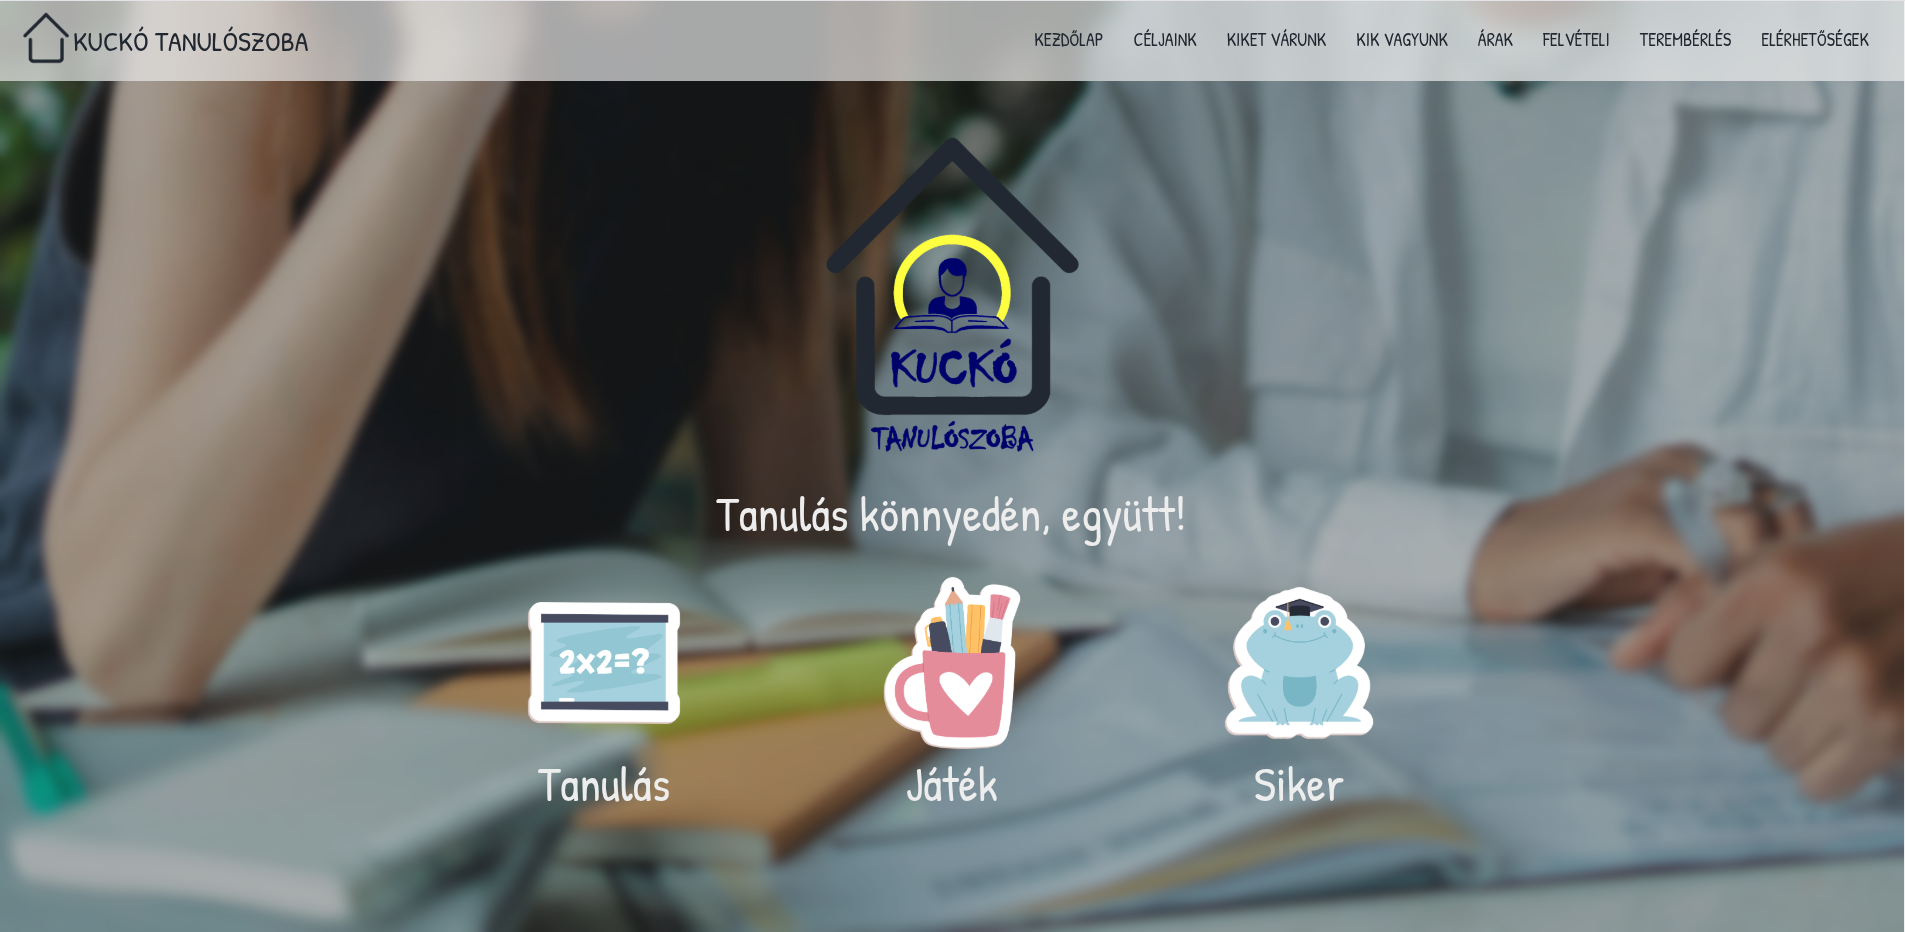 KUCKÓ TANULÓSZOBA
KEZDŐLAP CÉLJAINK KIKET VÁRUNK KIK VAGYUNK ÁRAK FELVÉTELI TEREMBÉRLÉS ELÉRHETŐSÉGEK
KUCKÓ
TANULÓSZOBA
Tanulás könnyedén, együtt!
2x2=?
Tanulás Játék Siker